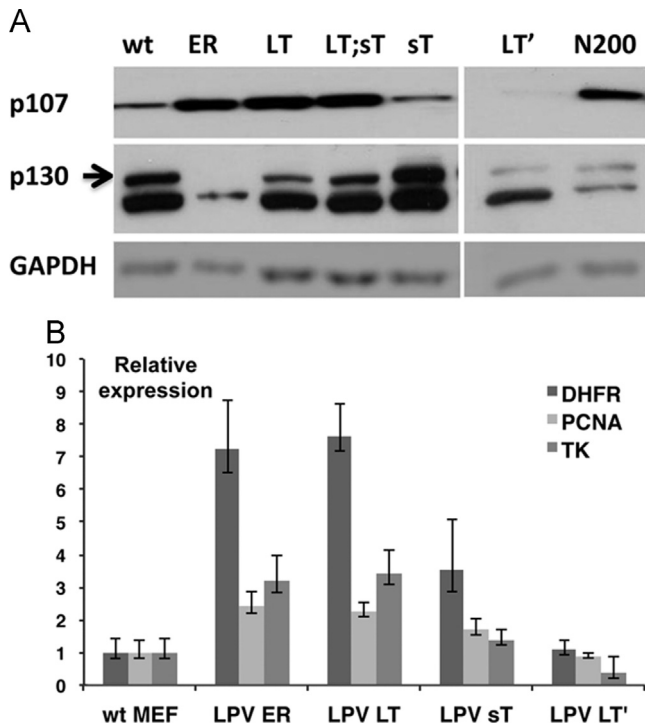 A
wt ER LT LT;sT sT LT' N200
p107
p130
GAPDH
B
Relative
expression
10
9
8
7
6
5
4
3
2
1
0
DHFR
PCNA
TK
wt MEF LPV ER LPV LT LPV sT LPV LT'